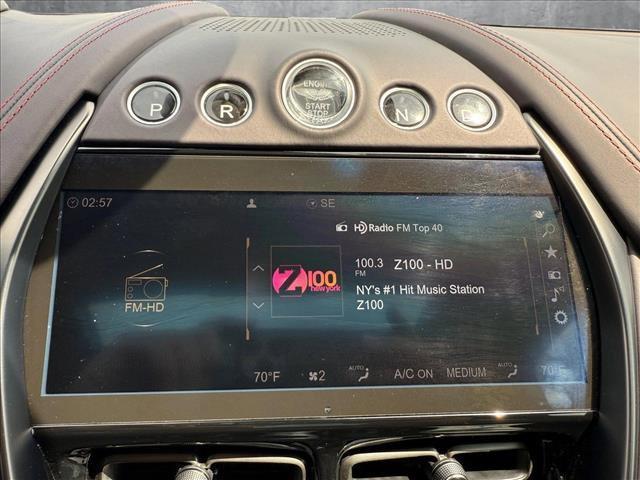 P R ENGINE START STOP N D
02:57 SE
HD Radio FM Top 40
Z100 new york
100.3 FM Z100 - HD
NY's #1 Hit Music Station
Z100
FM-HD
70°F 2 AUTO A/C ON MEDIUM AUTO 70°F